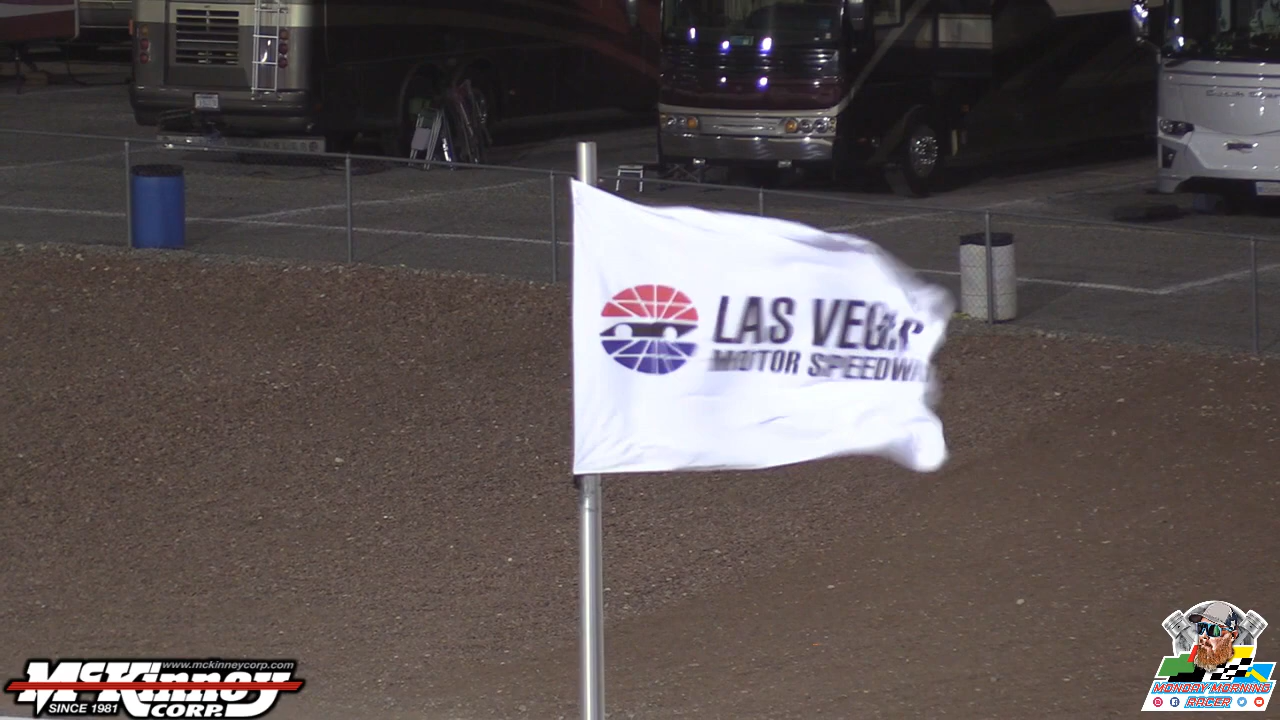 LAS VEGAS
MOTOR SPEEDWAY
www.mckinneycorp.com
McKinney
SINCE 1981 CORP.
MONDAY MORNING
RACER